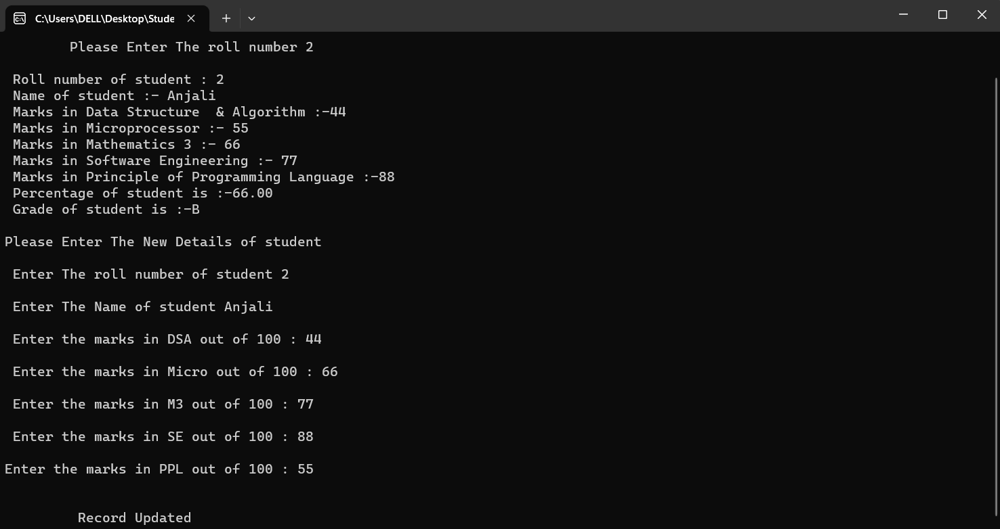 C:\Users\DELL\Desktop\Stude
Please Enter The roll number 2
Roll number of student : 2
Name of student :- Anjali
Marks in Data Structure  & Algorithm :-44
Marks in Microprocessor :- 55
Marks in Mathematics 3 :- 66
Marks in Software Engineering :- 77
Marks in Principle of Programming Language :-88
Percentage of student is :-66.00
Grade of student is :-B
Please Enter The New Details of student
Enter The roll number of student 2
Enter The Name of student Anjali
Enter the marks in DSA out of 100 : 44
Enter the marks in Micro out of 100 : 66
Enter the marks in M3 out of 100 : 77
Enter the marks in SE out of 100 : 88
Enter the marks in PPL out of 100 : 55
Record Updated